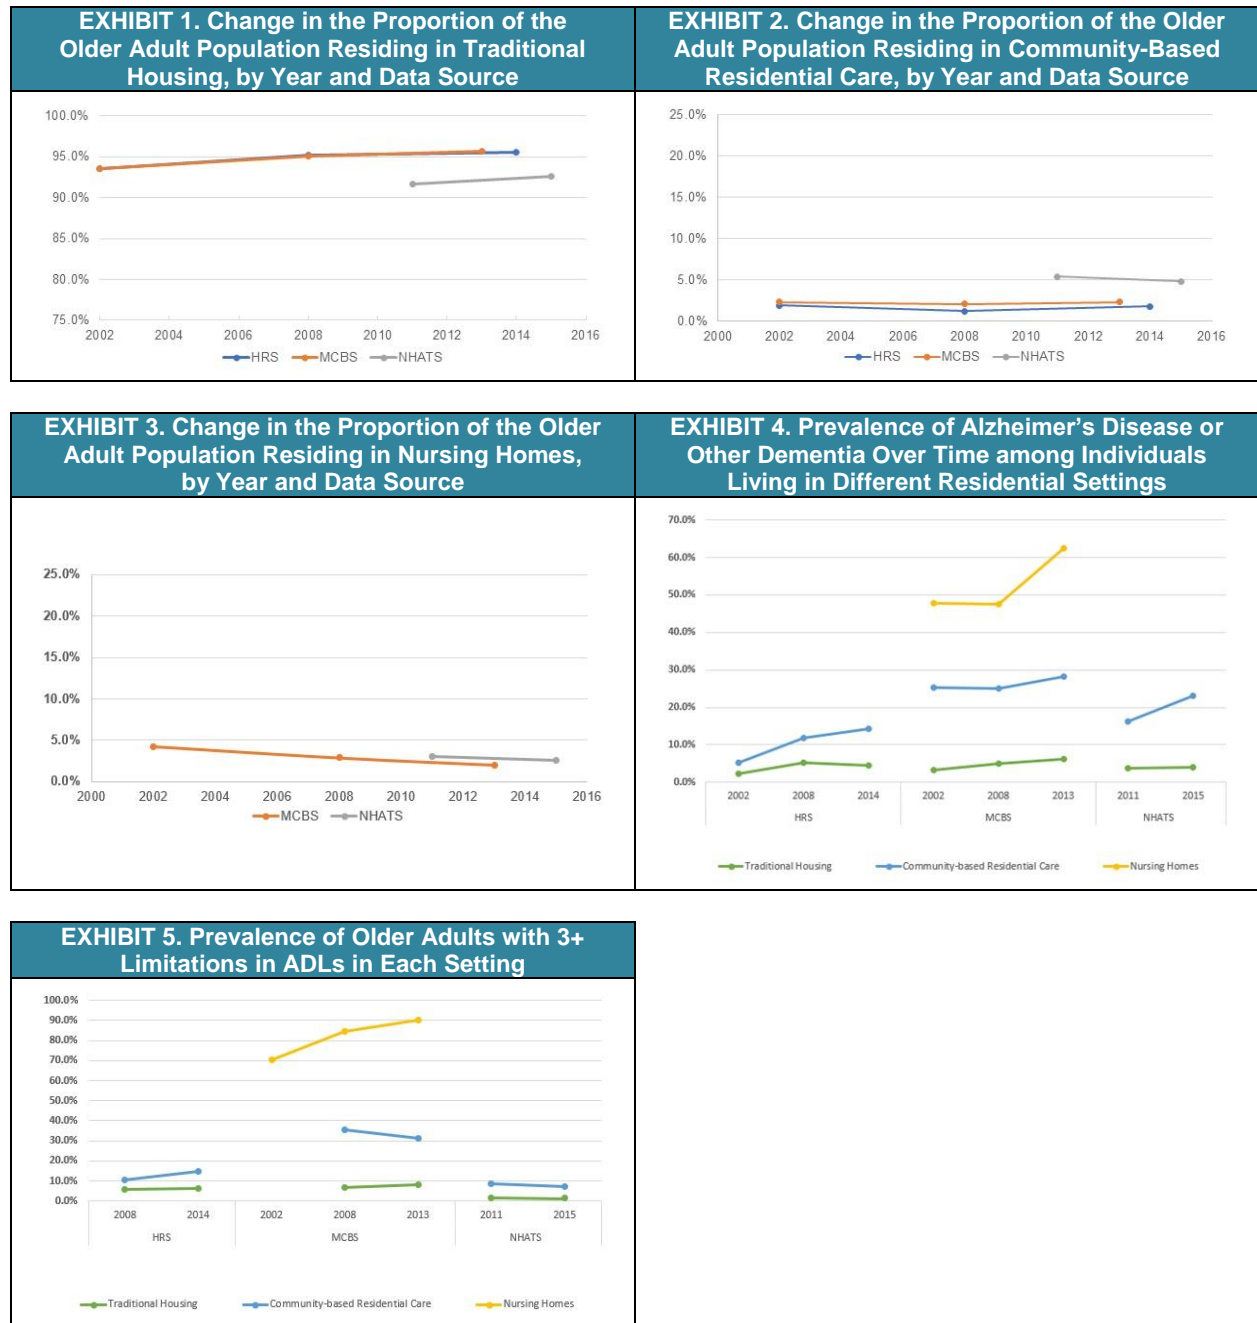 EXHIBIT 1. Change in the Proportion of the
Older Adult Population Residing in Traditional
Housing, by Year and Data Source
100.0%
95.0%
90.0%
85.0%
80.0%
75.0%
2002 2004 2006 2008 2010 2012 2014 2016
HRS MCBS NHATS
EXHIBIT 2. Change in the Proportion of the Older
Adult Population Residing in Community-Based
Residential Care, by Year and Data Source
25.0%
20.0%
15.0%
10.0%
5.0%
0.0%
2000 2002 2004 2006 2008 2010 2012 2014 2016
HRS MCBS NHATS
EXHIBIT 3. Change in the Proportion of the Older
Adult Population Residing in Nursing Homes,
by Year and Data Source
25.0%
20.0%
15.0%
10.0%
5.0%
0.0%
2000 2002 2004 2006 2008 2010 2012 2014 2016
MCBS NHATS
EXHIBIT 4. Prevalence of Alzheimer’s Disease or
Other Dementia Over Time among Individuals
Living in Different Residential Settings
70.0%
60.0%
50.0%
40.0%
30.0%
20.0%
10.0%
0.0%
2002 2008 2014 2002 2008 2013 2011 2015
HRS MCBS NHATS
Traditional Housing Community-based Residential Care Nursing Homes
EXHIBIT 5. Prevalence of Older Adults with 3+
Limitations in ADLs in Each Setting
100.0%
90.0%
80.0%
70.0%
60.0%
50.0%
40.0%
30.0%
20.0%
10.0%
0.0%
2008 2014 2002 2008 2013 2011 2015
HRS MCBS NHATS
Traditional Housing Community-based Residential Care Nursing Homes